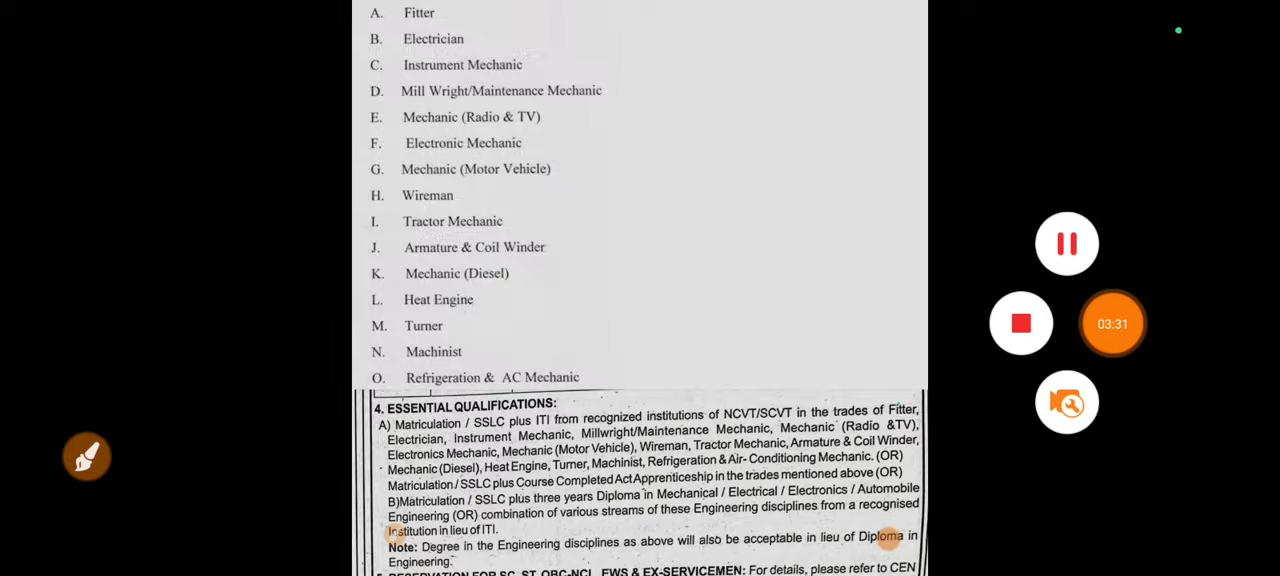 A. Fitter
B. Electrician
C. Instrument Mechanic
D. Mill Wright/Maintenance Mechanic
E. Mechanic (Radio & TV)
F. Electronic Mechanic
G. Mechanic (Motor Vehicle)
H. Wireman
I. Tractor Mechanic
J. Armature & Coil Winder
K. Mechanic (Diesel)
L. Heat Engine
M. Turner
N. Machinist
O. Refrigeration & AC Mechanic
4. ESSENTIAL QUALIFICATIONS:
A) Matriculation / SSLC plus ITI from recognized institutions of NCVT/SCVT in the trades of Fitter,
Electrician, Instrument Mechanic, Millwright/Maintenance Mechanic, Mechanic (Radio &TV),
Electronics Mechanic, Mechanic (Motor Vehicle), Wireman, Tractor Mechanic, Armature & Coil Winder,
Mechanic (Diesel), Heat Engine, Turner, Machinist, Refrigeration & Air- Conditioning Mechanic. (OR)
Matriculation / SSLC plus Course Completed Act Apprenticeship in the trades mentioned above (OR)
B)Matriculation / SSLC plus three years Diploma in Mechanical / Electrical / Electronics / Automobile
Engineering (OR) combination of various streams of these Engineering disciplines from a recognised
Institution in lieu of ITI.
Note: Degree in the Engineering disciplines as above will also be acceptable in lieu of Diploma in
Engineering.
5. RESERVATION FOR SC, ST, OBC-NCL, EWS & EX-SERVICEMEN: For details, please refer to CEN
03:31